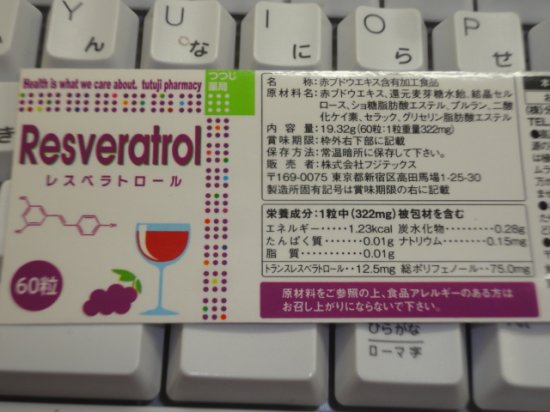 Y
U
I
O
P
ん
な
に
ら
せ
Health is what we care about. tutuji pharmacy
つつじ
薬局
Resveratrol
レスベラトロール
60粒
名 称：赤ブドウエキス含有加工食品
原材料名：赤ブドウエキス、還元麦芽糖水飴、結晶セル
ロース、ショ糖脂肪酸エステル、プルラン、二酸
化ケイ素、セラック、グリセリン脂肪酸エステル
内 容 量：19.32g(60粒:1粒重量322mg)
賞味期限：枠外右下部に記載
保存方法：常温暗所に保存して下さい。
販 売 者：株式会社フジテックス
〒169-0075 東京都新宿区高田馬場1-25-30
製造所固有記号は賞味期限の右に記載
栄養成分：1粒中(322mg)被包材を含む
エネルギー・・・・1.23kcal 炭水化物・・・・・0.28g
たんぱく質・・・・0.01g ナトリウム・・・・0.15mg
脂 質・・・・0.01g
トランスレスベラトロール・・12.5mg 総ポリフェノール・・75.0mg
原材料をご参照の上、食品アレルギーのある方は
お召し上がりにならないで下さい。
TEL
ひらがな
ローマ字